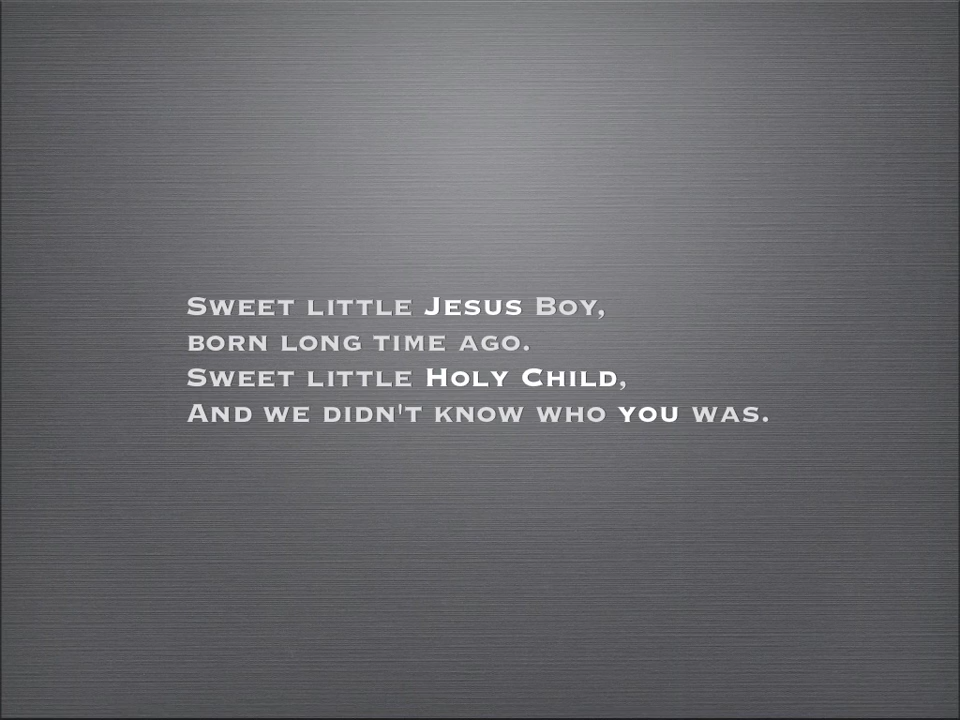 Sweet little Jesus Boy,
born long time ago.
Sweet little Holy Child,
And we didn't know who you was.